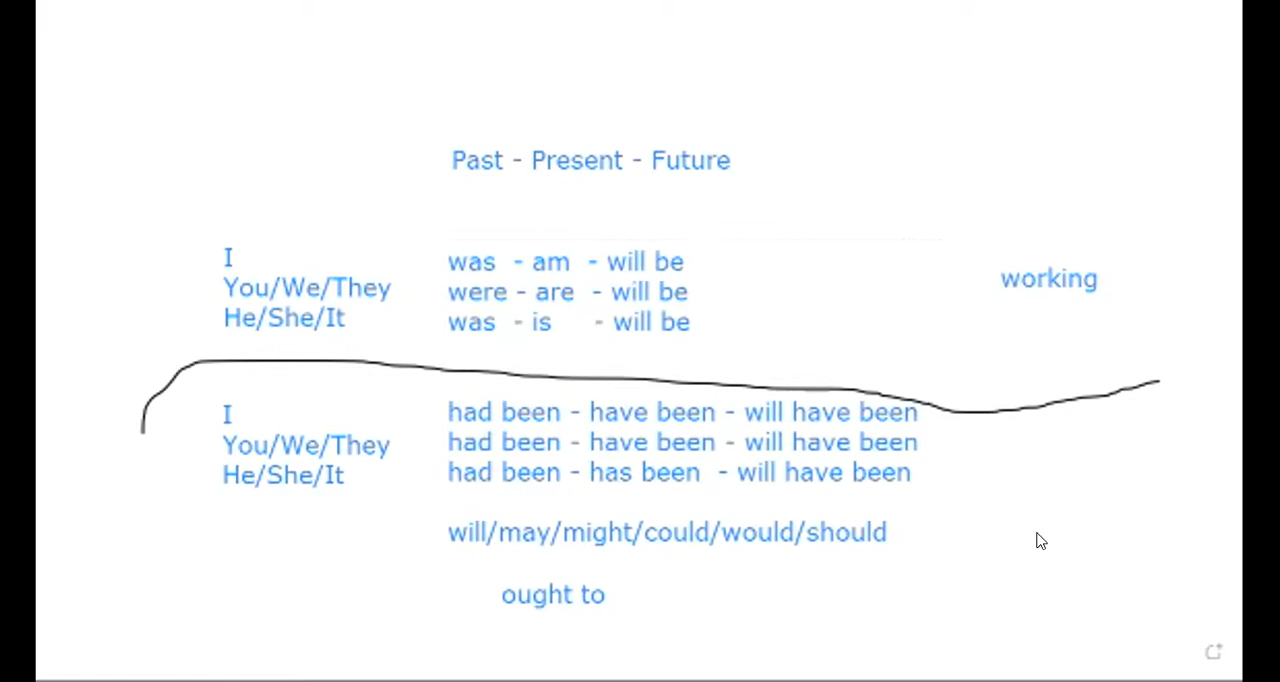 Past - Present - Future
I was - am - will be
You/We/They were - are - will be working
He/She/It was - is - will be
I had been - have been - will have been
You/We/They had been - have been - will have been
He/She/It had been - has been - will have been
will/may/might/could/would/should
ought to